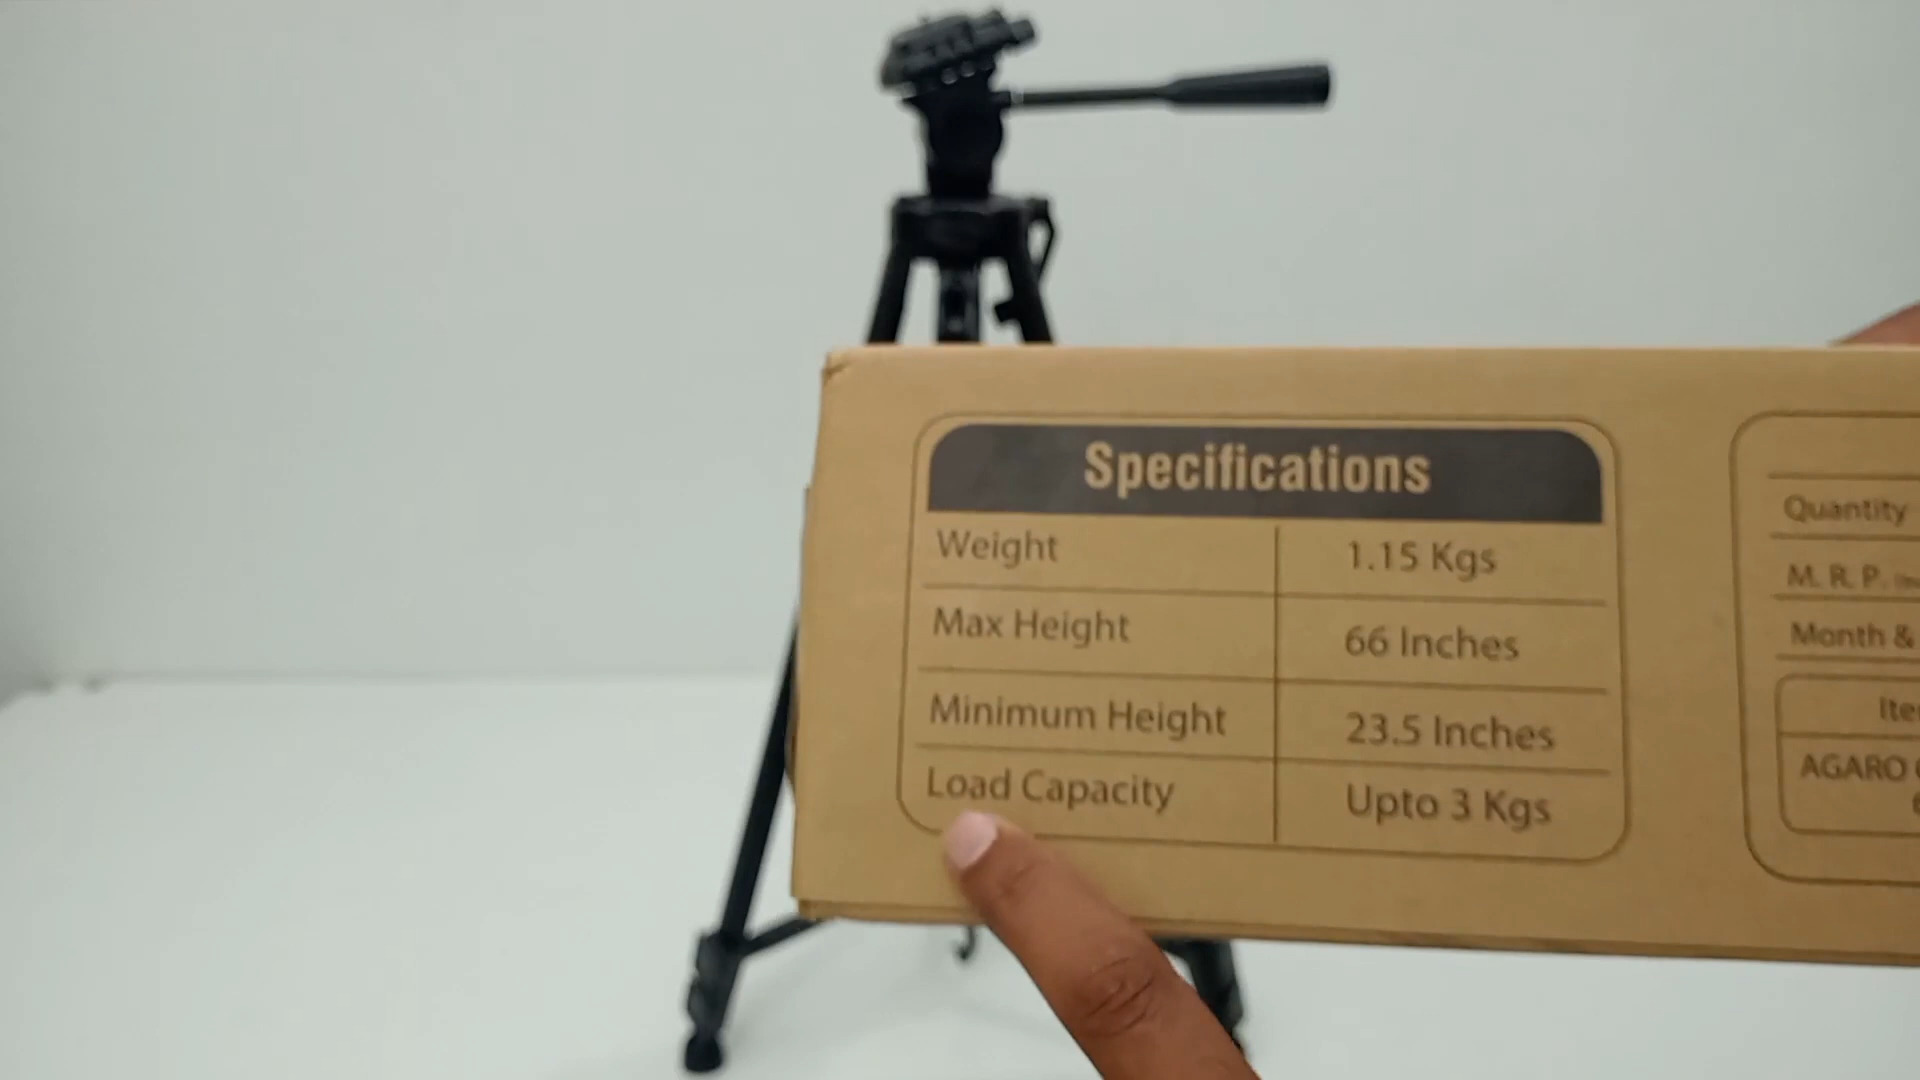 Specifications
Weight 1.15 Kgs
Max Height 66 Inches
Minimum Height 23.5 Inches
Load Capacity Upto 3 Kgs
Quantity
M. R. P.
Month &
AGARO